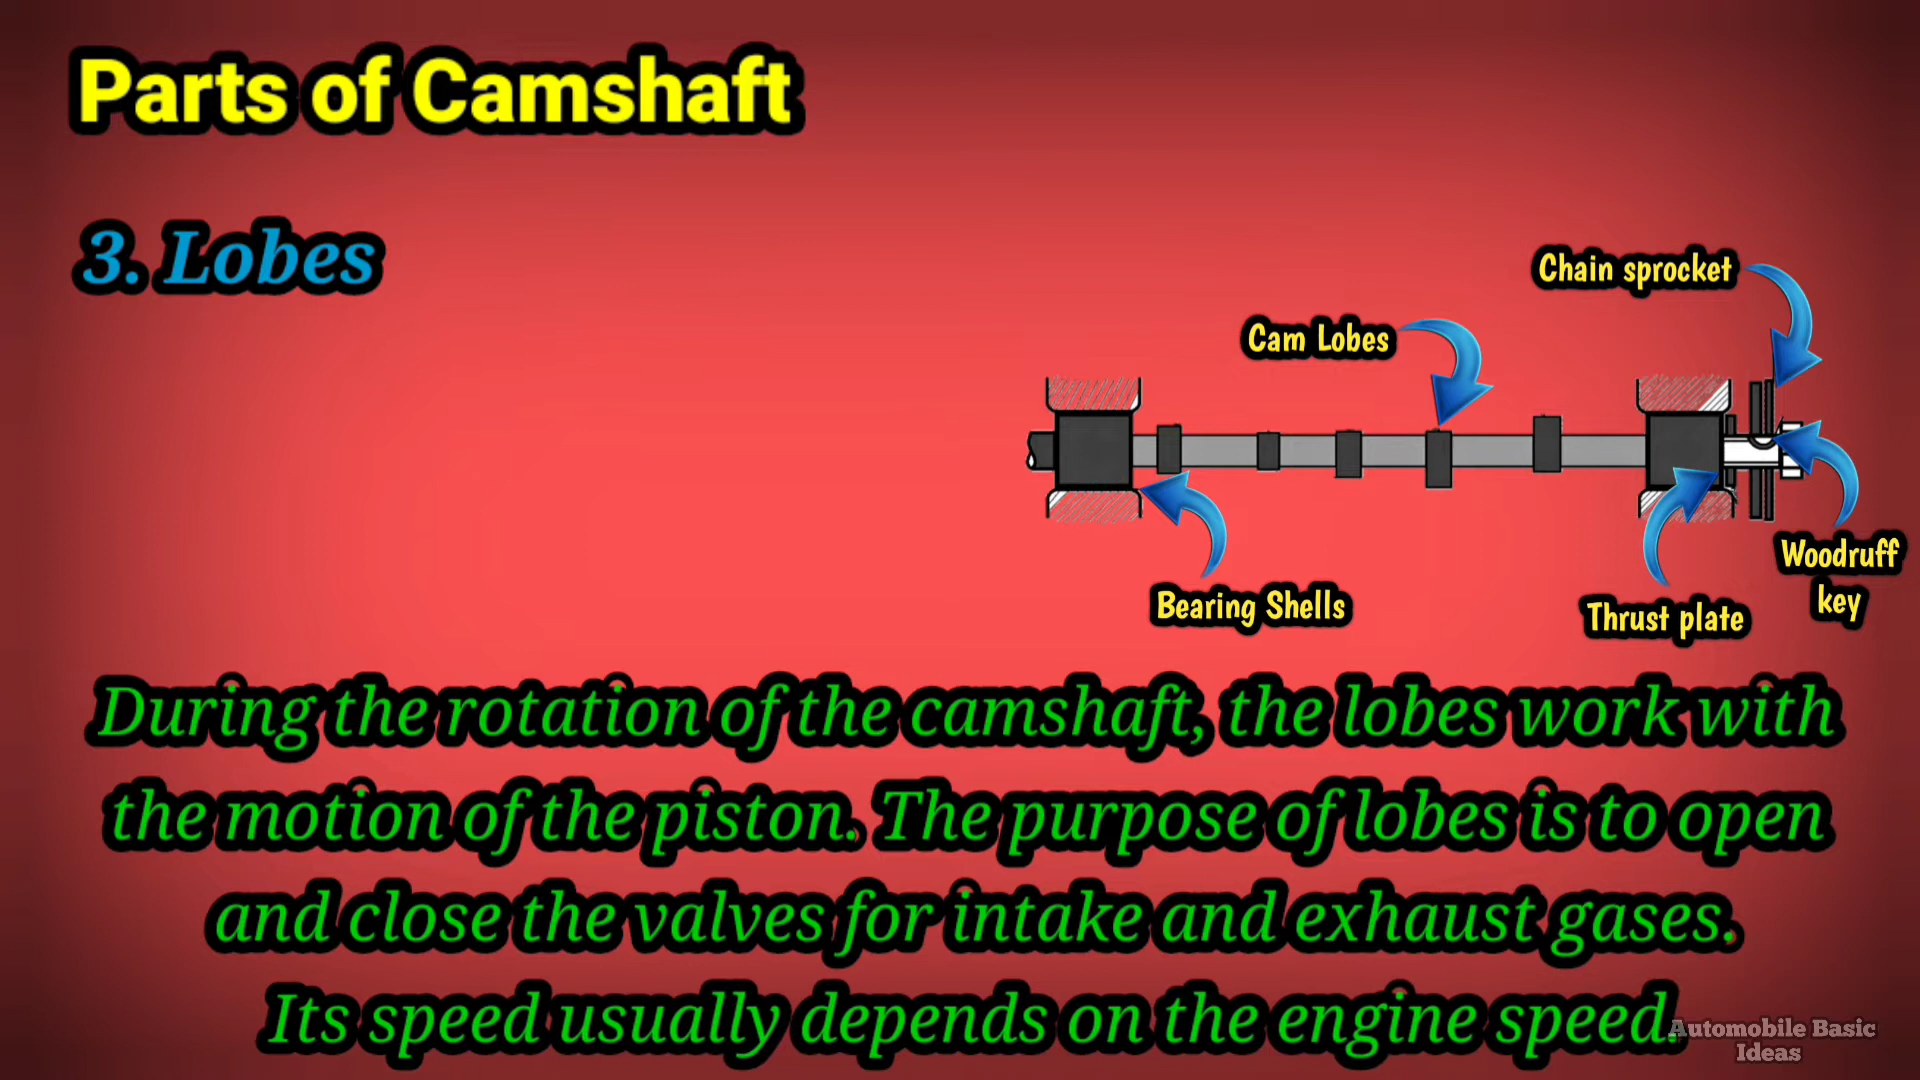 Parts of Camshaft
3. Lobes
Chain sprocket
Cam Lobes
Bearing Shells
Thrust plate
Woodruff
key
During the rotation of the camshaft, the lobes work with
the motion of the piston. The purpose of lobes is to open
and close the valves for intake and exhaust gases.
Its speed usually depends on the engine speed.
Automobile Basic
Ideas